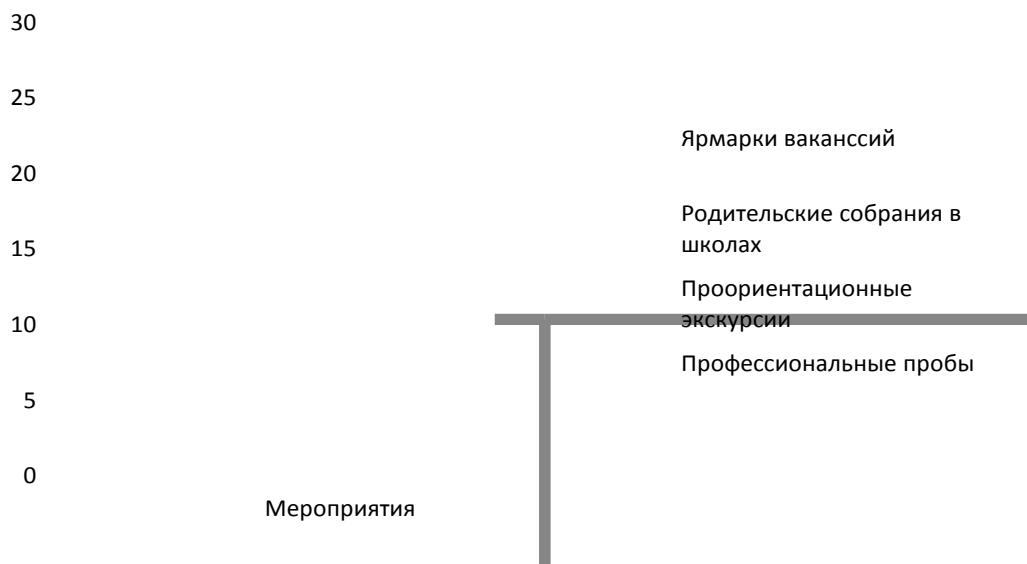 30
25
20
15
10
5
0
Мероприятия
Ярмарки ваканссий
Родительские собрания в
школах
Проориентационные
экскурсии
Профессиональные пробы